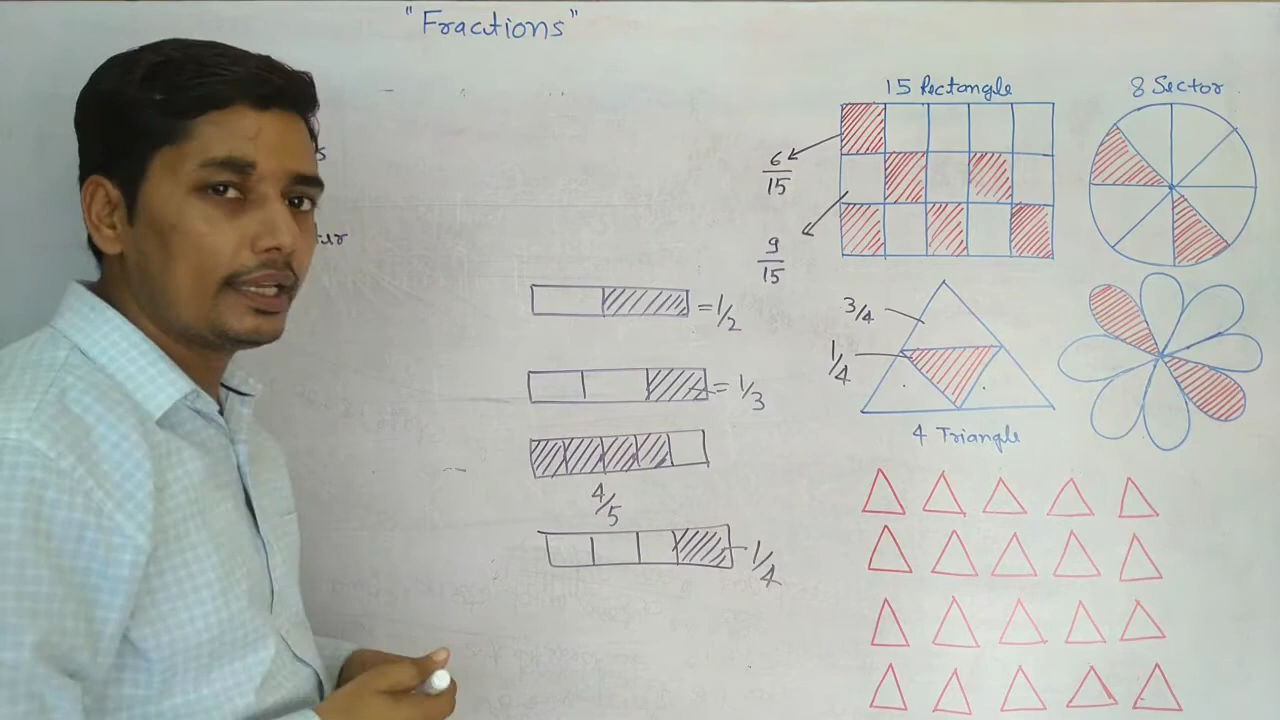 "Fractions"
15 Rectangle
8 Sector
6/15
9/15
= 1/2
3/4
1/4
= 1/3
4 Triangle
4/5
1/4